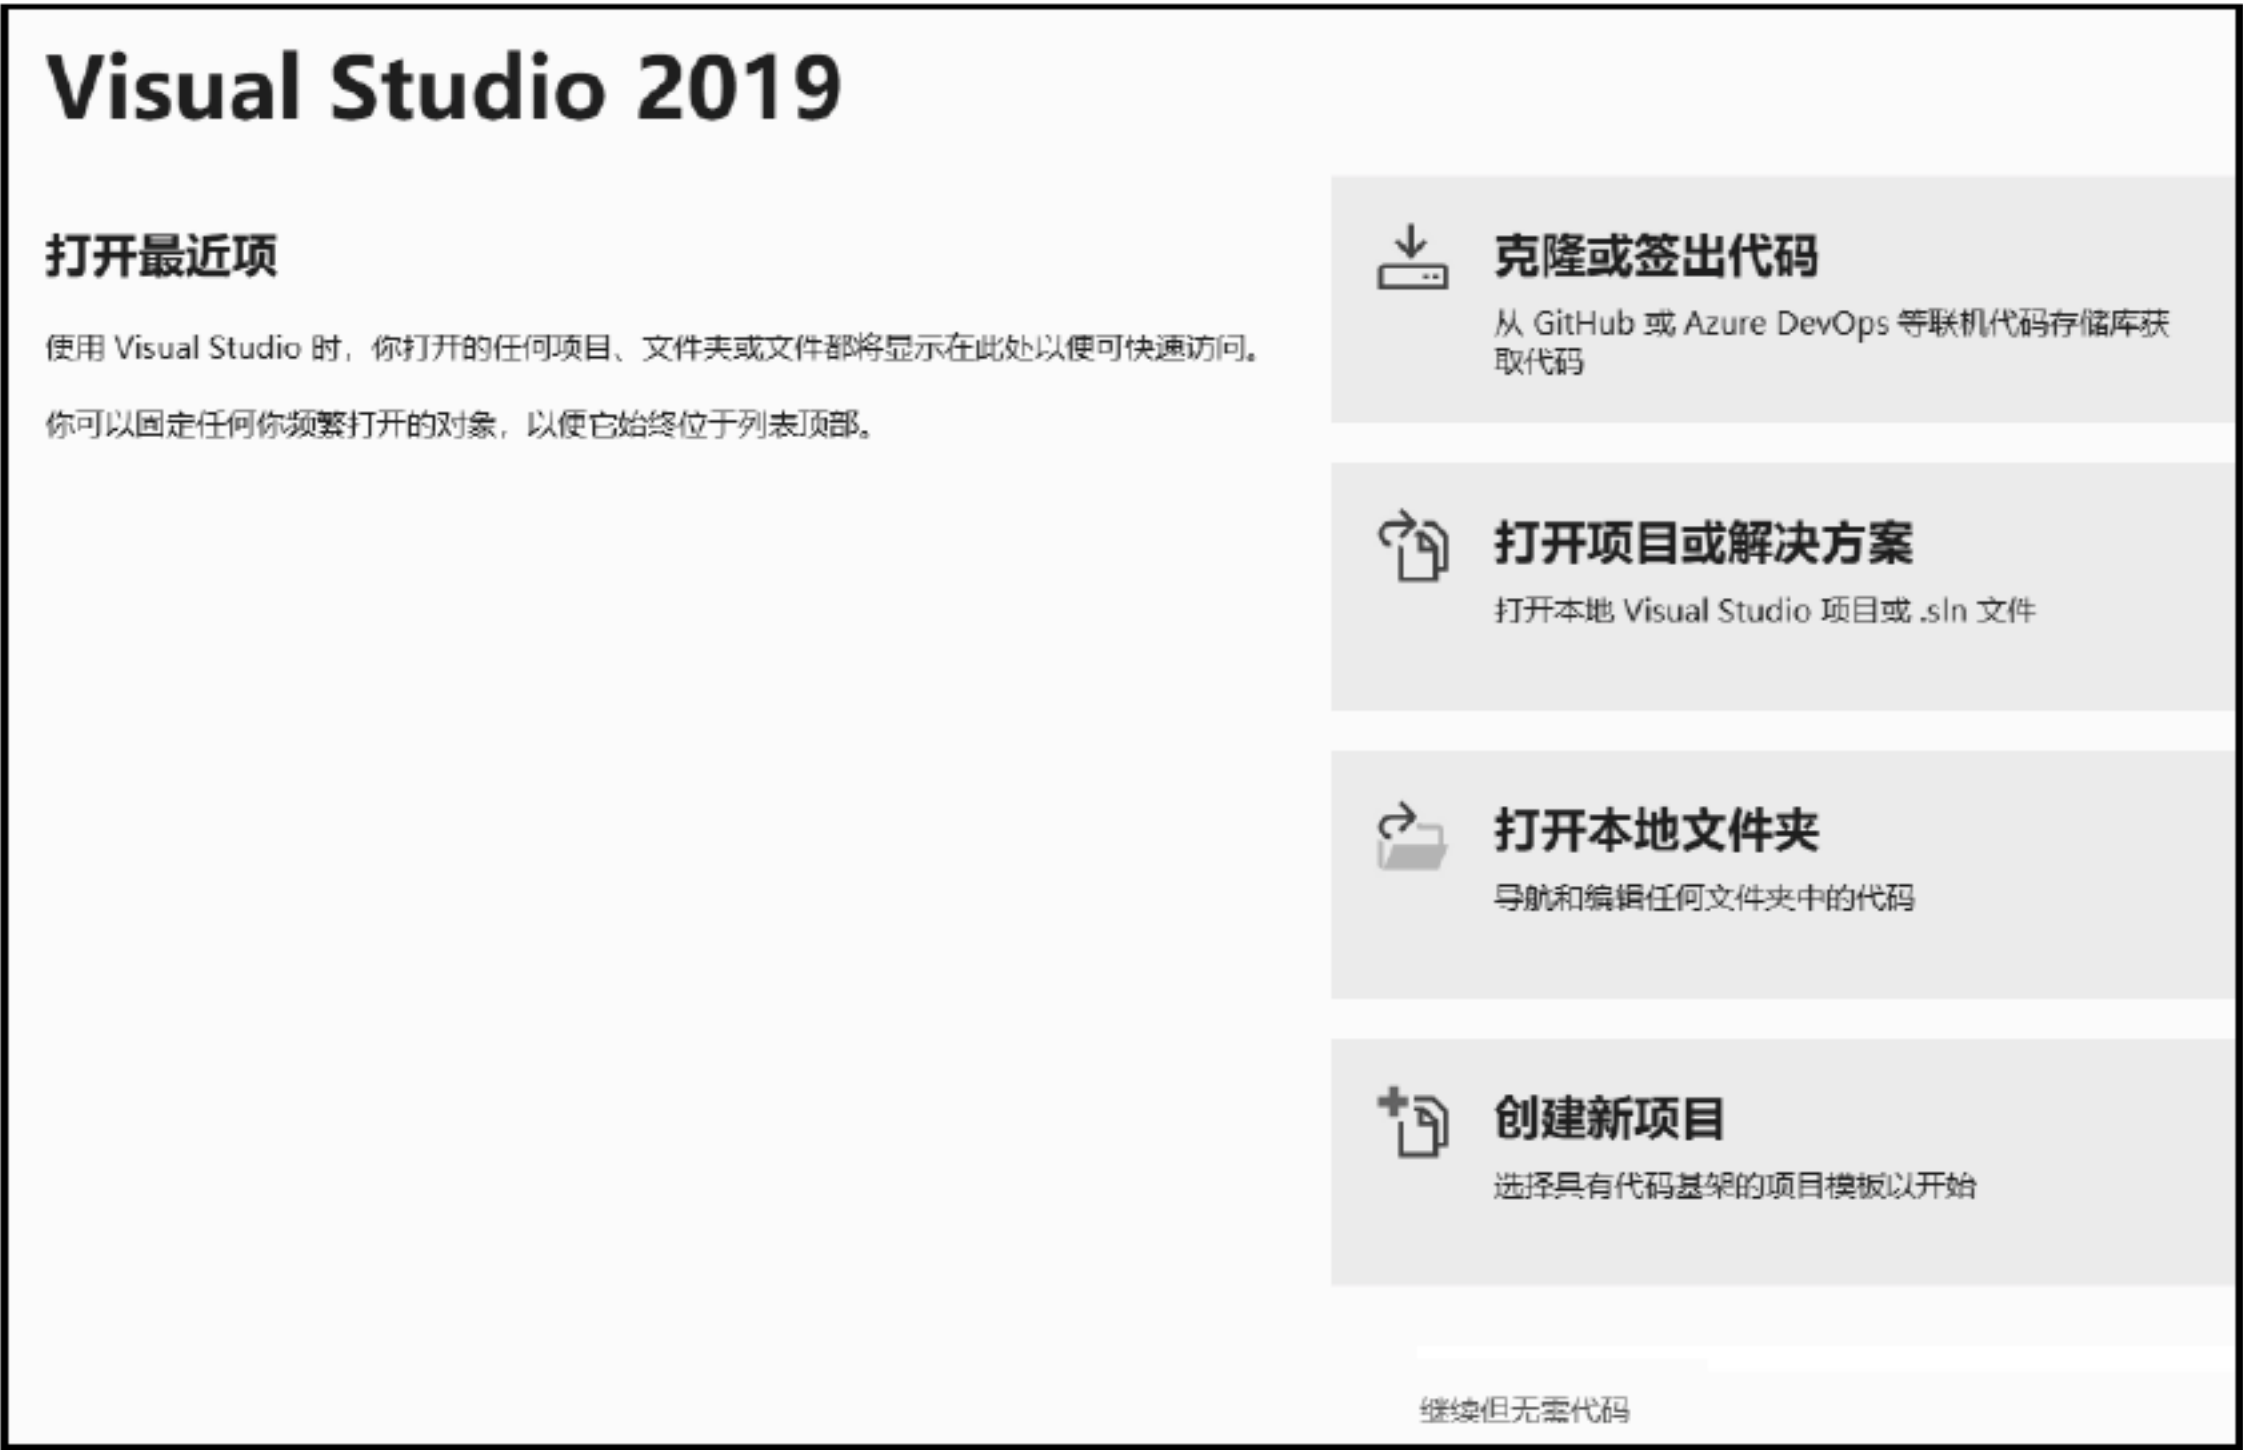 Visual Studio 2019
打开最近项
使用 Visual Studio 时，你打开的任何项目、文件夹或文件都将显示在此处以便可快速访问。
你可以固定任何你频繁打开的对象，以便它始终位于列表顶部。
克隆或签出代码
从 GitHub 或 Azure DevOps 等联机代码存储库获
取代码
打开项目或解决方案
打开本地 Visual Studio 项目或 .sln 文件
打开本地文件夹
导航和编辑任何文件夹中的代码
创建新项目
选择具有代码基架的项目模板以开始
继续但无需代码